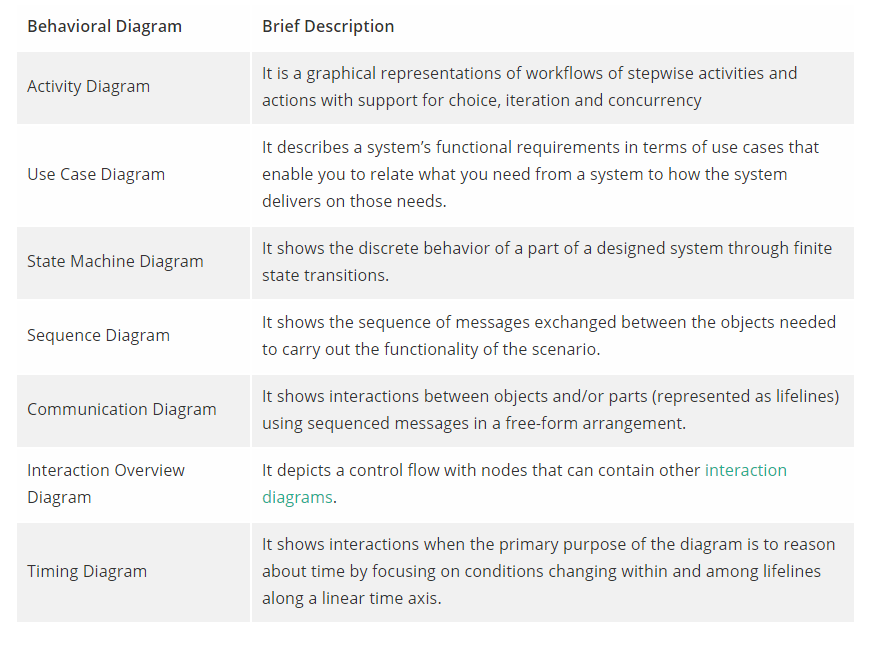 Behavioral Diagram
Brief Description
Activity Diagram
It is a graphical representations of workflows of stepwise activities and
actions with support for choice, iteration and concurrency
Use Case Diagram
It describes a system’s functional requirements in terms of use cases that
enable you to relate what you need from a system to how the system
delivers on those needs.
State Machine Diagram
It shows the discrete behavior of a part of a designed system through finite
state transitions.
Sequence Diagram
It shows the sequence of messages exchanged between the objects needed
to carry out the functionality of the scenario.
Communication Diagram
It shows interactions between objects and/or parts (represented as lifelines)
using sequenced messages in a free-form arrangement.
Interaction Overview
Diagram
It depicts a control flow with nodes that can contain other interaction
diagrams.
Timing Diagram
It shows interactions when the primary purpose of the diagram is to reason
about time by focusing on conditions changing within and among lifelines
along a linear time axis.